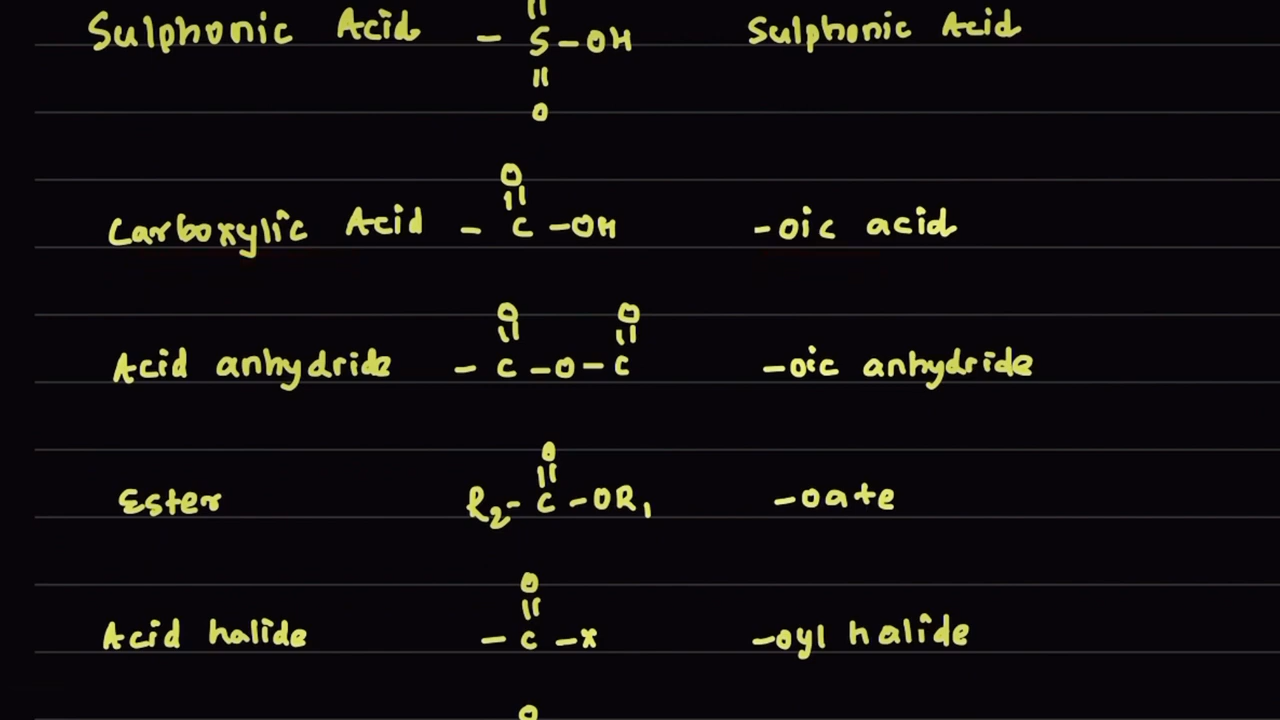 ||
Sulphonic Acid - S-OH Sulphonic Acid
||
O
O
||
Carboxylic Acid - C-OH -oic acid
O O
|| ||
Acid anhydride - C-O-C -oic anhydride
O
||
Ester R2-C-OR1 -oate
O
||
Acid halide -C-x -oyl halide
O